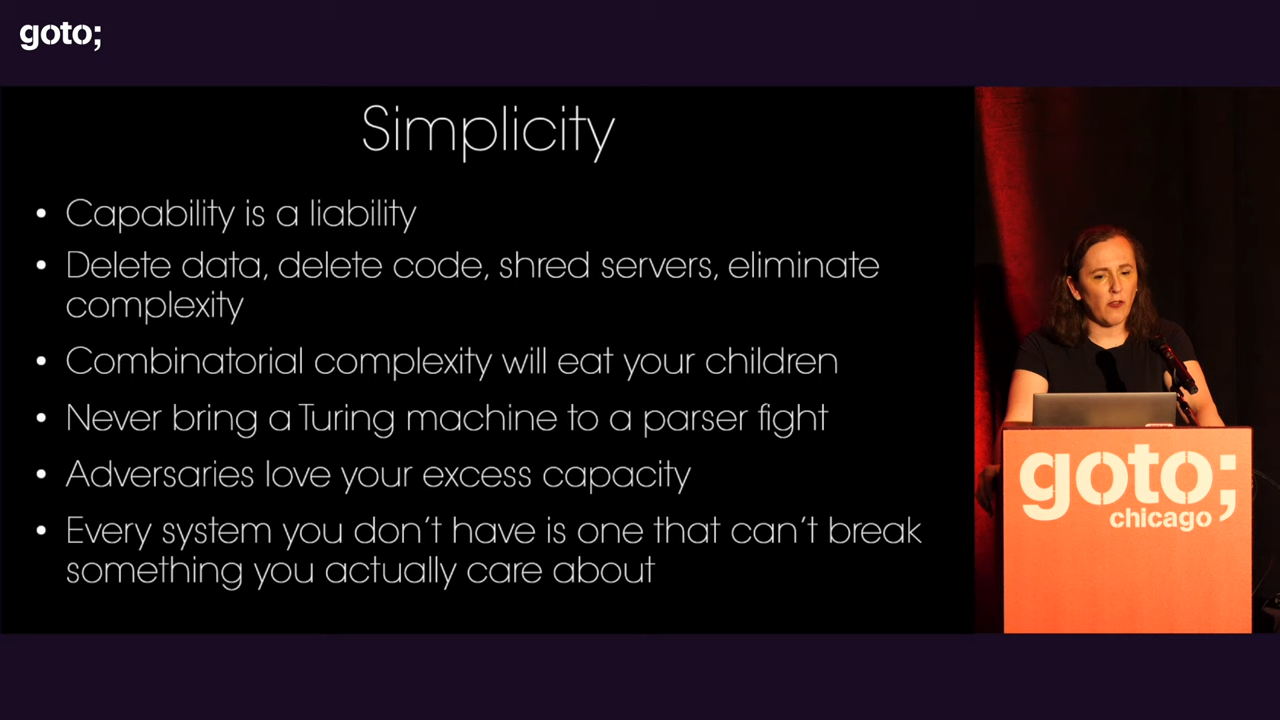 goto;
Simplicity
• Capability is a liability
• Delete data, delete code, shred servers, eliminate
complexity
• Combinatorial complexity will eat your children
• Never bring a Turing machine to a parser fight
• Adversaries love your excess capacity
• Every system you don't have is one that can't break
something you actually care about
goto;
chicago